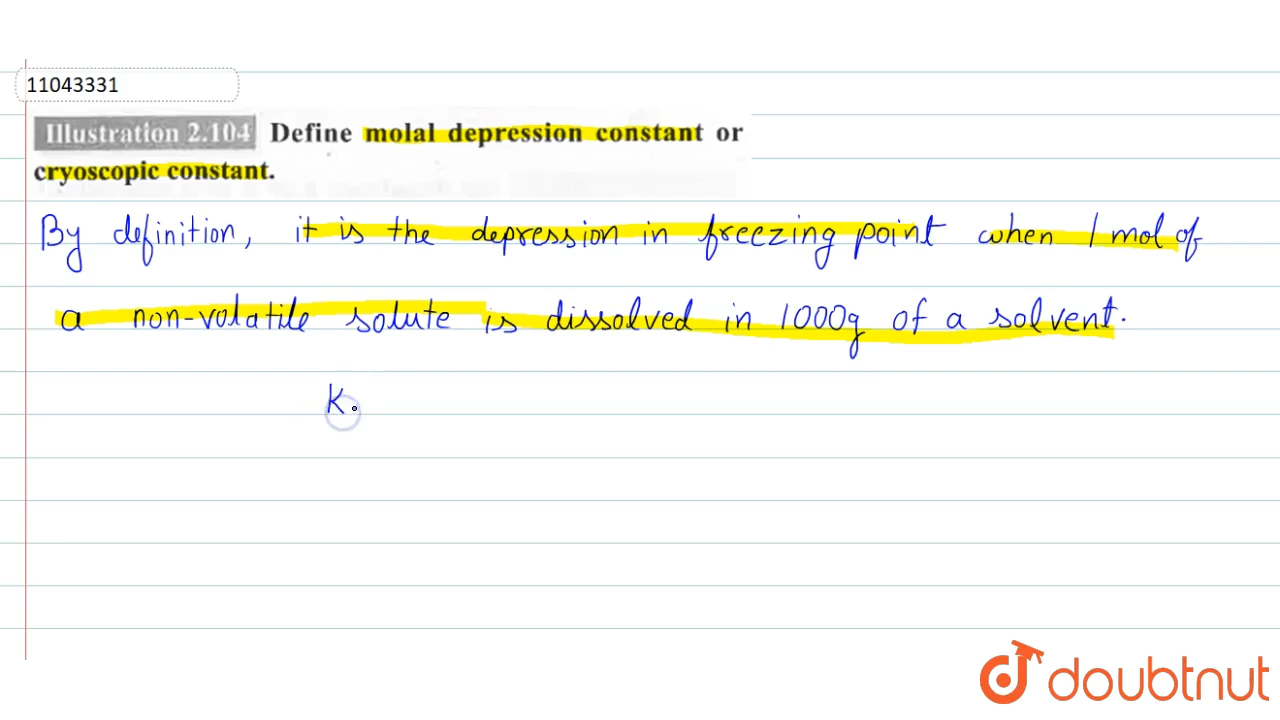 11043331
Illustration 2.104 Define molal depression constant or
cryoscopic constant.
By definition, it is the depression in freezing point when 1 mol of
a non-volatile solute is dissolved in 1000g of a solvent.
K.
doubtnut